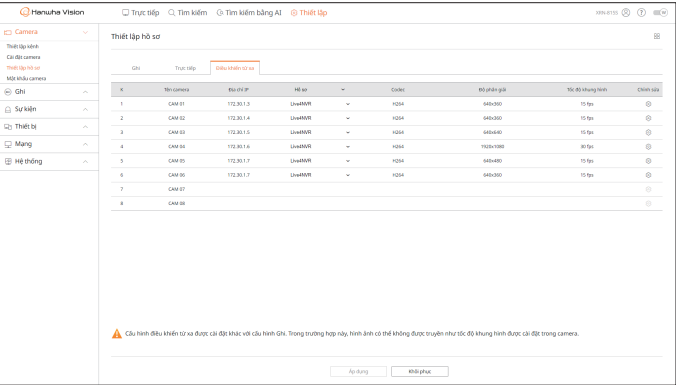 Hanwha Vision
Trực tiếp Tìm kiếm Tìm kiếm bằng AI Thiết lập
XRN-815S
Camera
Thiết lập kênh
Cài đặt camera
Thiết lập hồ sơ
Mật khẩu camera
Ghi
Sự kiện
Thiết bị
Mạng
Hệ thống
Thiết lập hồ sơ
Ghi Trực tiếp Điều khiển từ xa
K Tên camera Địa chỉ IP Hồ sơ Codec Độ phân giải Tốc độ khung hình Chỉnh sửa
1 CAM 01 172.30.1.3 Live4NVR H264 640x360 15 fps
2 CAM 02 172.30.1.4 Live4NVR H264 640x360 15 fps
3 CAM 03 172.30.1.5 Live4NVR H264 640x640 15 fps
4 CAM 04 172.30.1.6 Live4NVR H264 1920x1080 30 fps
5 CAM 05 172.30.1.7 Live4NVR H264 640x480 15 fps
6 CAM 06 172.30.1.7 Live4NVR H264 640x360 15 fps
7 CAM 07
8 CAM 08
Cấu hình điều khiển từ xa được cài đặt khác với cấu hình Ghi. Trong trường hợp này, hình ảnh có thể không được truyền như tốc độ khung hình được cài đặt trong camera.
Áp dụng Khôi phục